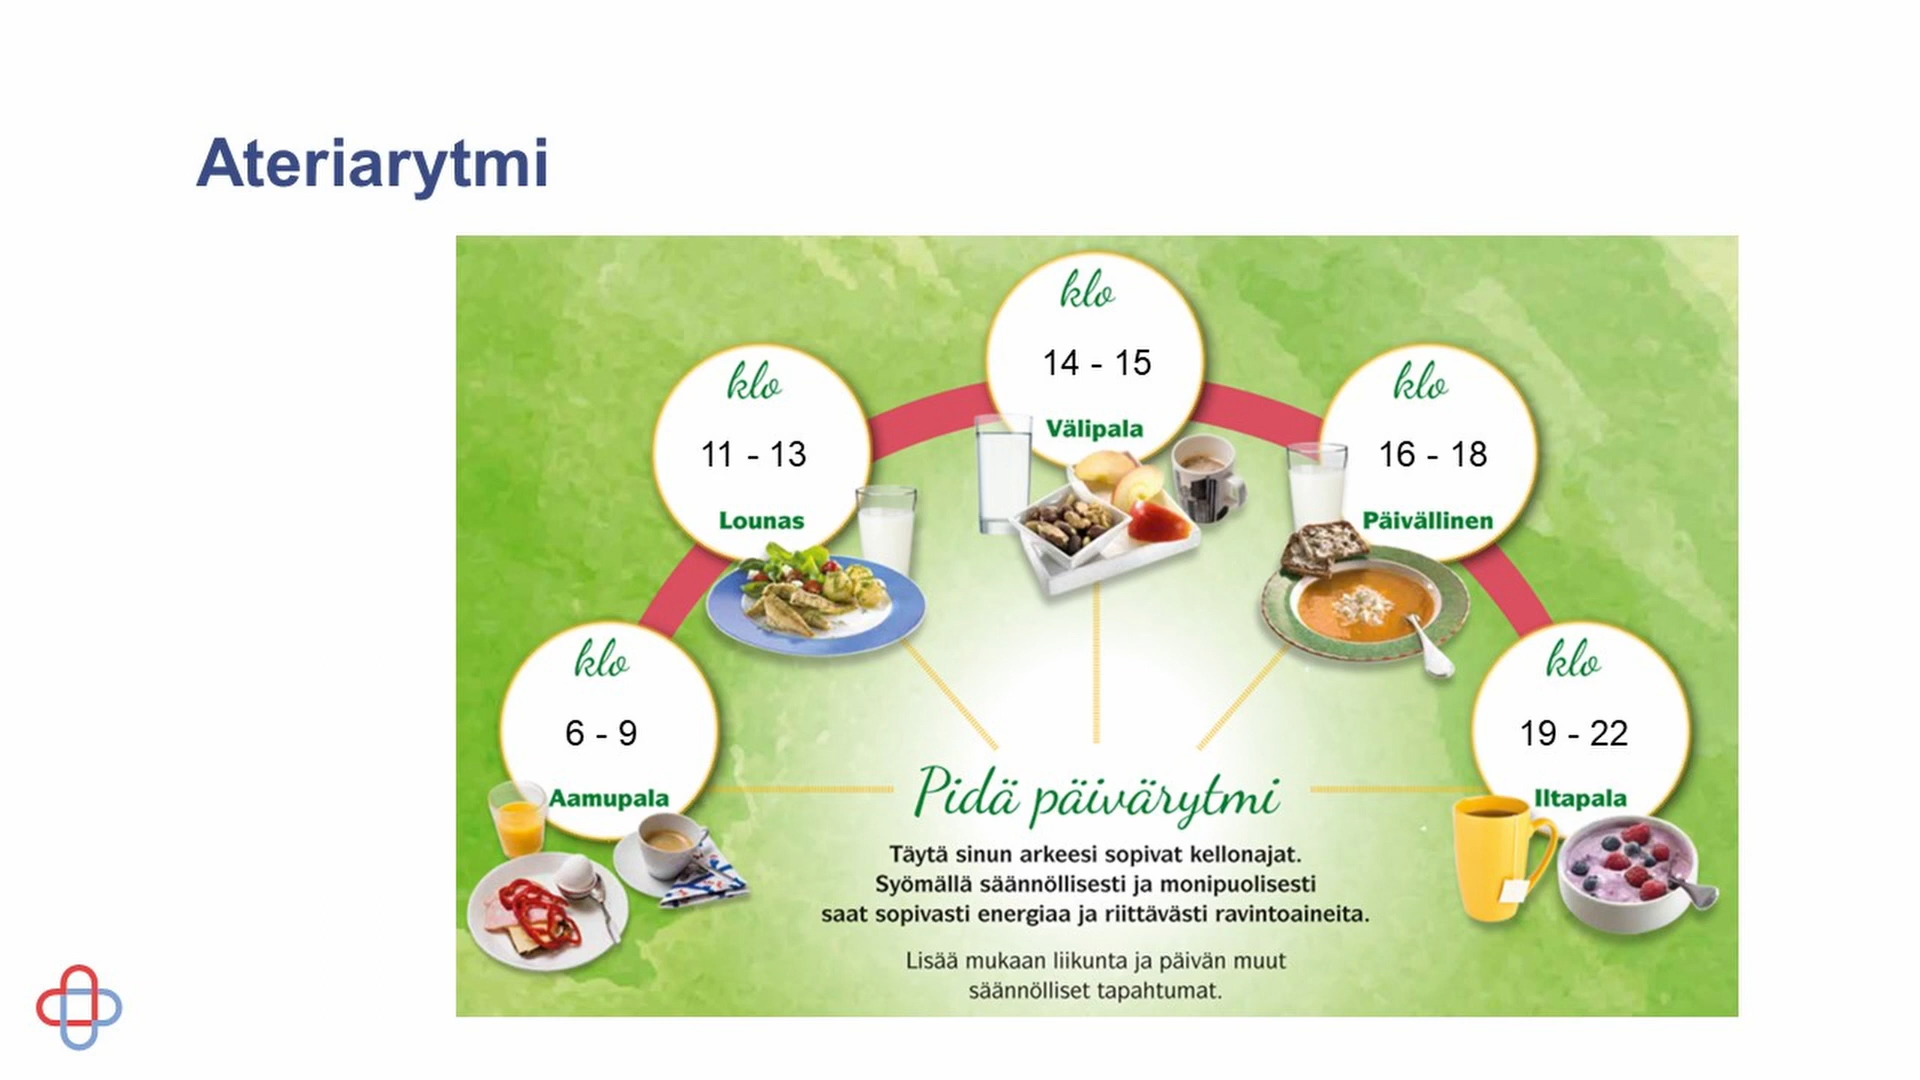 Ateriarytmi
klo
6 - 9
Aamupala
klo
11 - 13
Lounas
klo
14 - 15
Välipala
klo
16 - 18
Päivällinen
klo
19 - 22
Iltapala
Pidä päivärytmi
Täytä sinun arkeesi sopivat kellonajat.
Syömällä säännöllisesti ja monipuolisesti
saat sopivasti energiaa ja riittävästi ravintoaineita.
Lisää mukaan liikunta ja päivän muut
säännölliset tapahtumat.